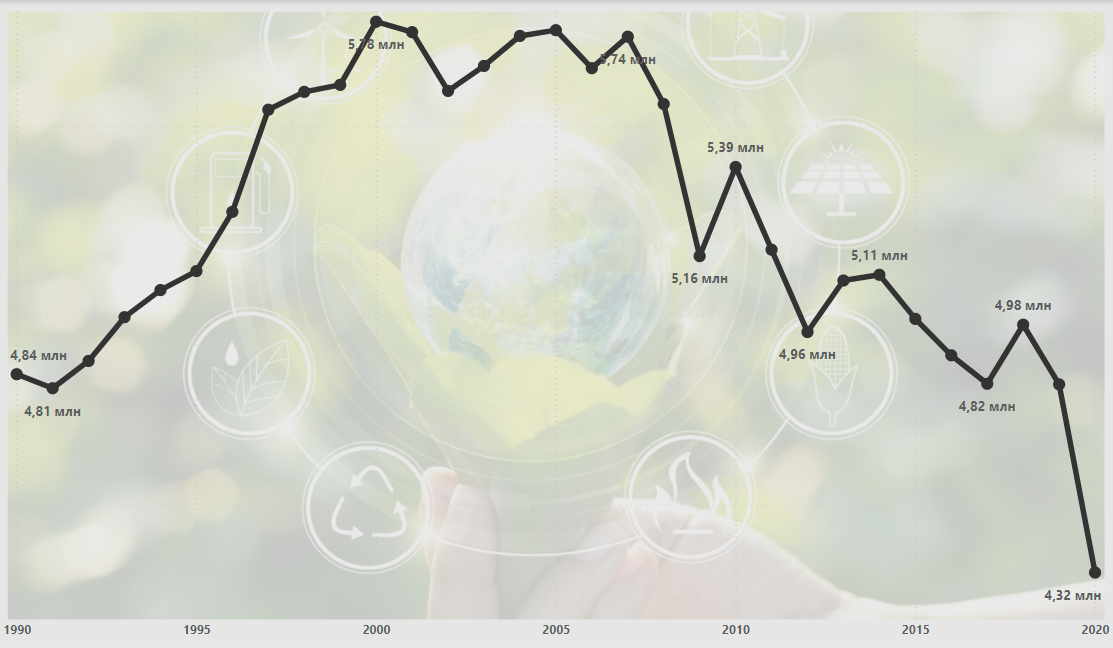 5,78 млн
5,74 млн
5,39 млн
5,16 млн
5,11 млн
4,98 млн
4,96 млн
4,84 млн
4,81 млн
4,82 млн
4,32 млн
1990 1995 2000 2005 2010 2015 2020